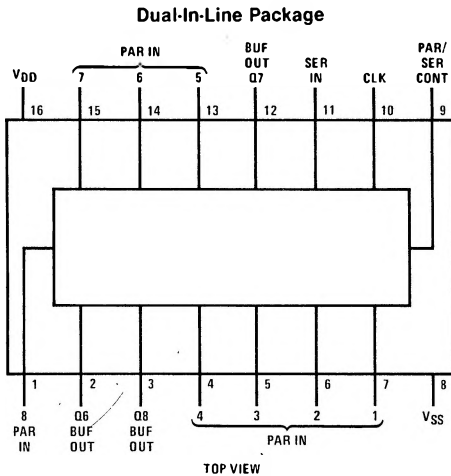 Dual-In-Line Package
PAR IN
BUF
OUT
Q7
SER
IN
CLK
PAR/
SER
CONT
VDD
7
6
5
16
15
14
13
12
11
10
9
1
2
3
4
5
6
7
8
8
PAR
IN
Q6
BUF
OUT
Q8
BUF
OUT
4
3
2
1
PAR IN
VSS
TOP VIEW